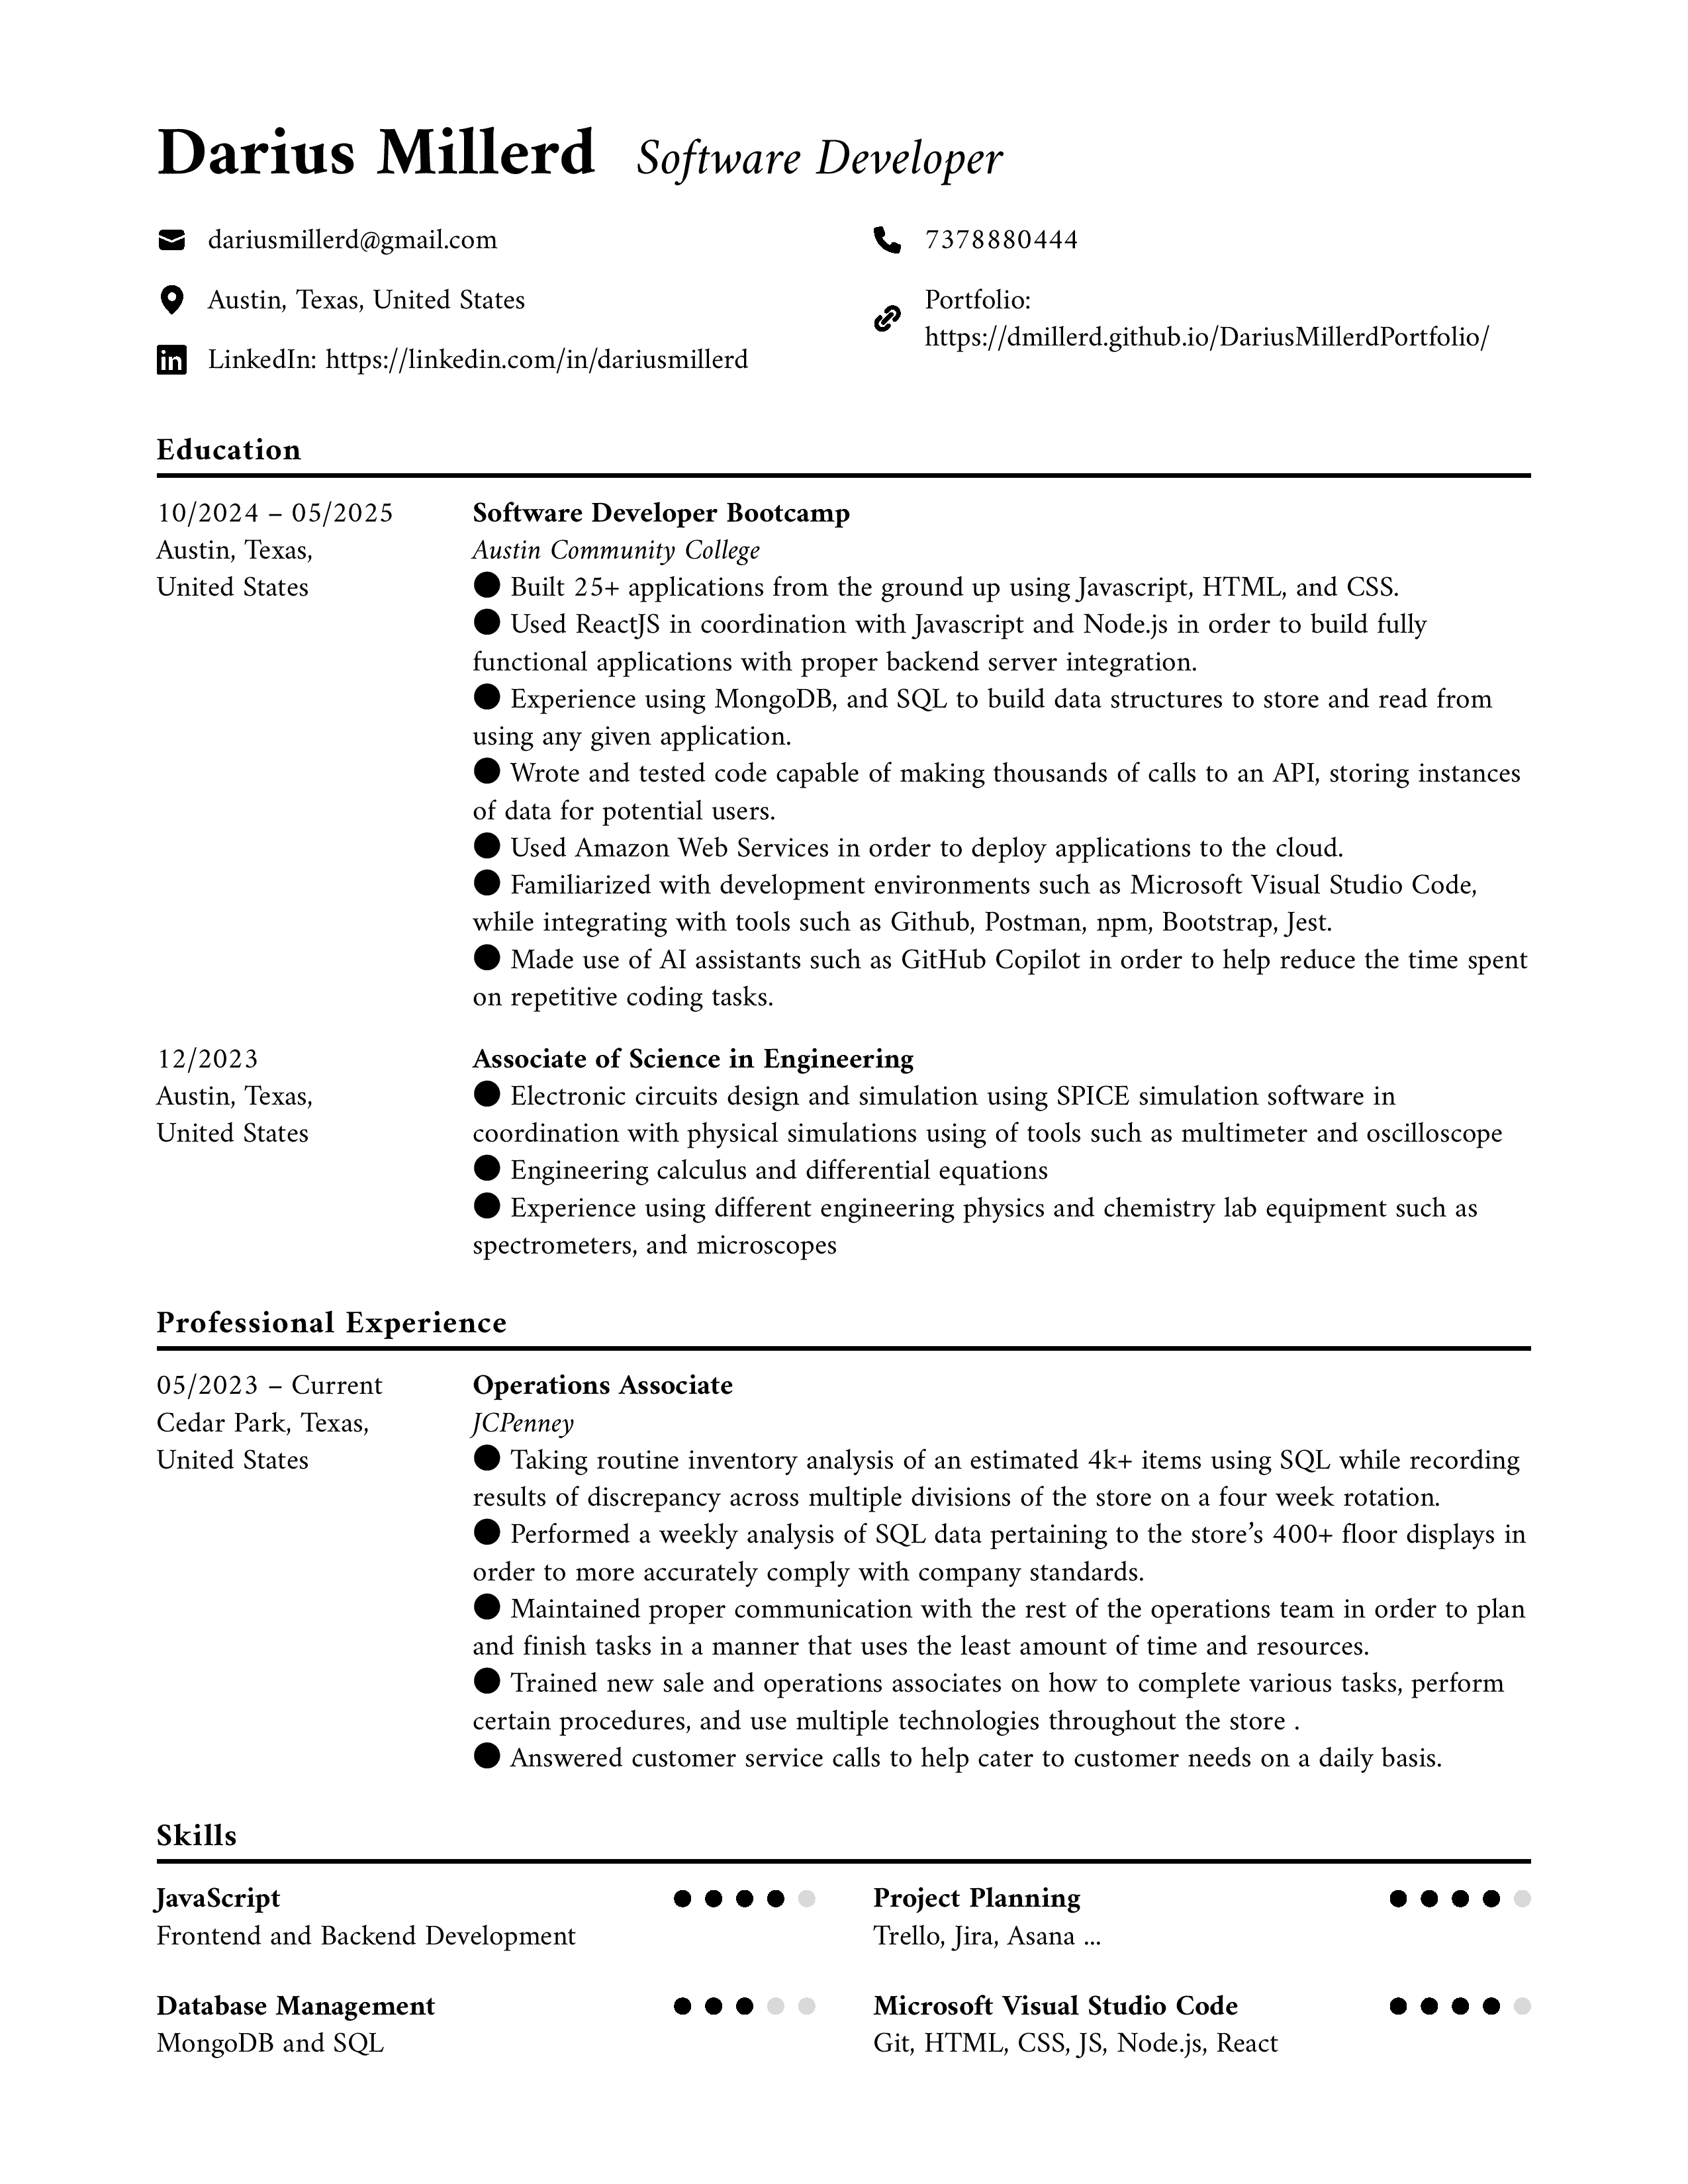 Darius Millerd Software Developer
dariusmillerd@gmail.com
7378880444
Austin, Texas, United States
Portfolio:
https://dmillerd.github.io/DariusMillerdPortfolio/
LinkedIn: https://linkedin.com/in/dariusmillerd
Education
10/2024 – 05/2025
Austin, Texas,
United States
Software Developer Bootcamp
Austin Community College
● Built 25+ applications from the ground up using Javascript, HTML, and CSS.
● Used ReactJS in coordination with Javascript and Node.js in order to build fully
functional applications with proper backend server integration.
● Experience using MongoDB, and SQL to build data structures to store and read from
using any given application.
● Wrote and tested code capable of making thousands of calls to an API, storing instances
of data for potential users.
● Used Amazon Web Services in order to deploy applications to the cloud.
● Familiarized with development environments such as Microsoft Visual Studio Code,
while integrating with tools such as Github, Postman, npm, Bootstrap, Jest.
● Made use of AI assistants such as GitHub Copilot in order to help reduce the time spent
on repetitive coding tasks.
12/2023
Austin, Texas,
United States
Associate of Science in Engineering
● Electronic circuits design and simulation using SPICE simulation software in
coordination with physical simulations using of tools such as multimeter and oscilloscope
● Engineering calculus and differential equations
● Experience using different engineering physics and chemistry lab equipment such as
spectrometers, and microscopes
Professional Experience
05/2023 – Current
Cedar Park, Texas,
United States
Operations Associate
JCPenney
● Taking routine inventory analysis of an estimated 4k+ items using SQL while recording
results of discrepancy across multiple divisions of the store on a four week rotation.
● Performed a weekly analysis of SQL data pertaining to the store’s 400+ floor displays in
order to more accurately comply with company standards.
● Maintained proper communication with the rest of the operations team in order to plan
and finish tasks in a manner that uses the least amount of time and resources.
● Trained new sale and operations associates on how to complete various tasks, perform
certain procedures, and use multiple technologies throughout the store .
● Answered customer service calls to help cater to customer needs on a daily basis.
Skills
JavaScript
Frontend and Backend Development
Project Planning
Trello, Jira, Asana ...
Database Management
MongoDB and SQL
Microsoft Visual Studio Code
Git, HTML, CSS, JS, Node.js, React